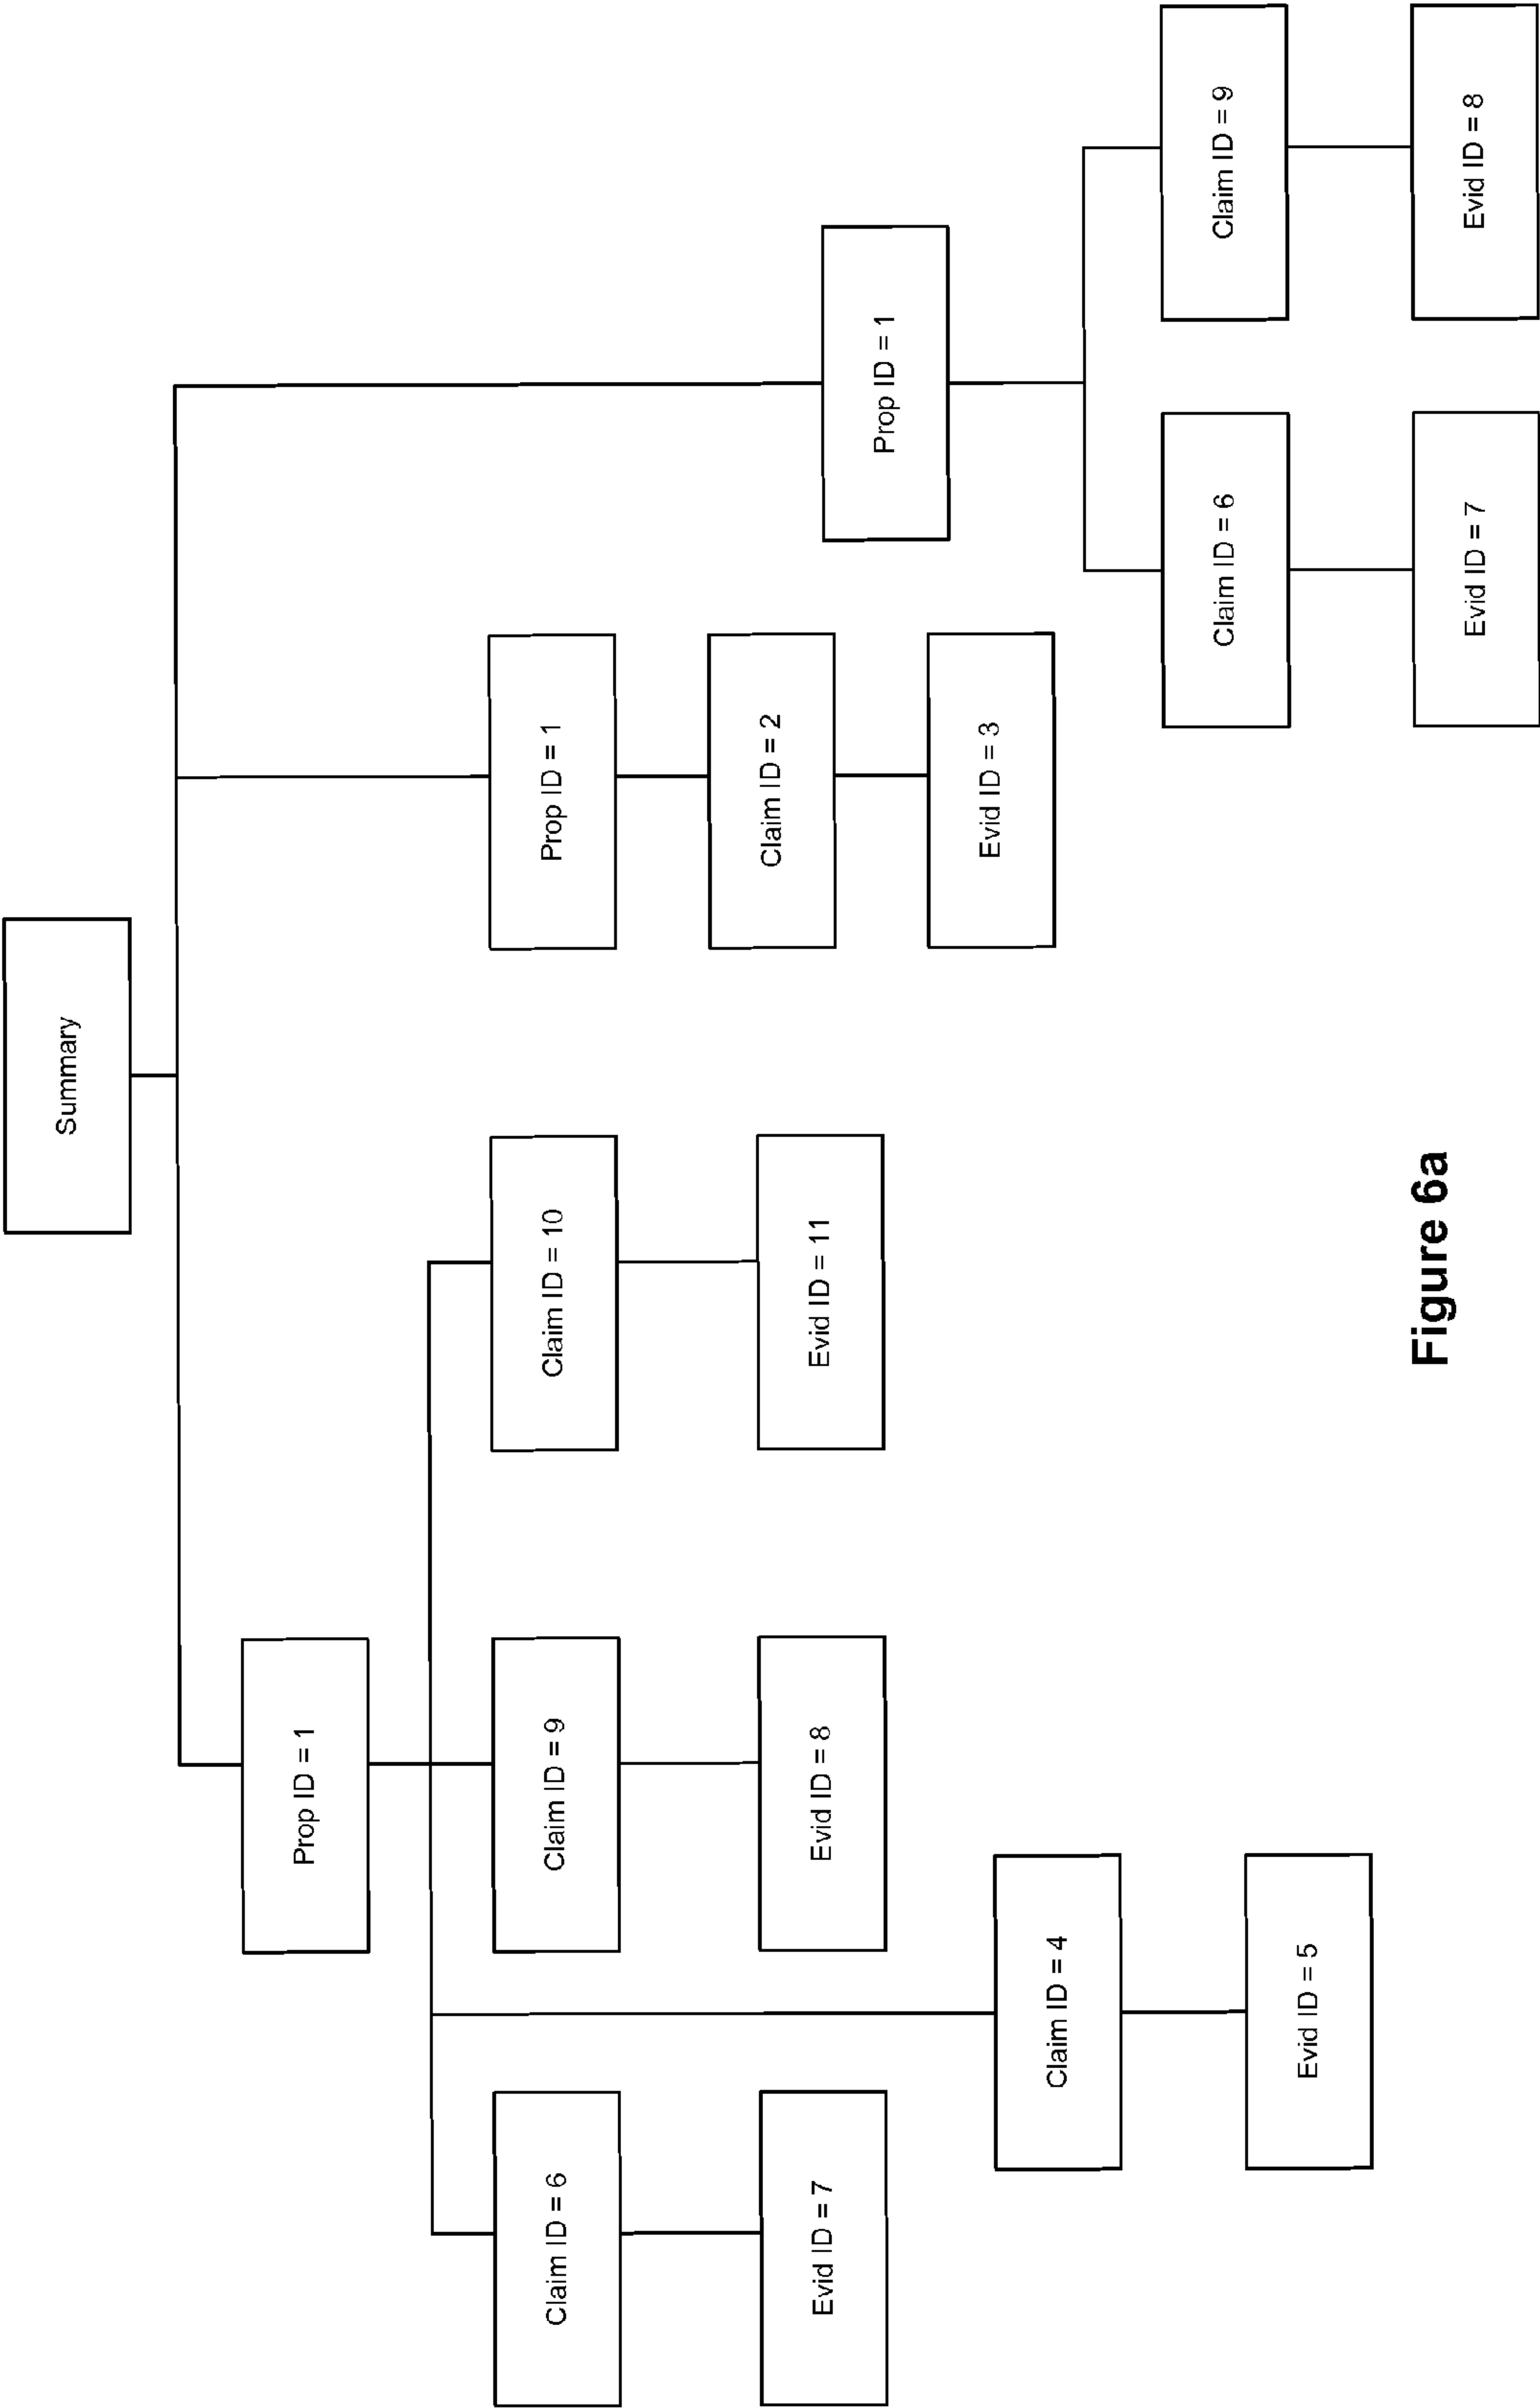 Summary
Prop ID = 1
Claim ID = 6
Claim ID = 9
Claim ID = 10
Prop ID = 1
Evid ID = 7
Evid ID = 8
Evid ID = 11
Claim ID = 2
Prop ID = 1
Claim ID = 4
Evid ID = 3
Claim ID = 6
Claim ID = 9
Evid ID = 5
Evid ID = 7
Evid ID = 8
Figure 6a